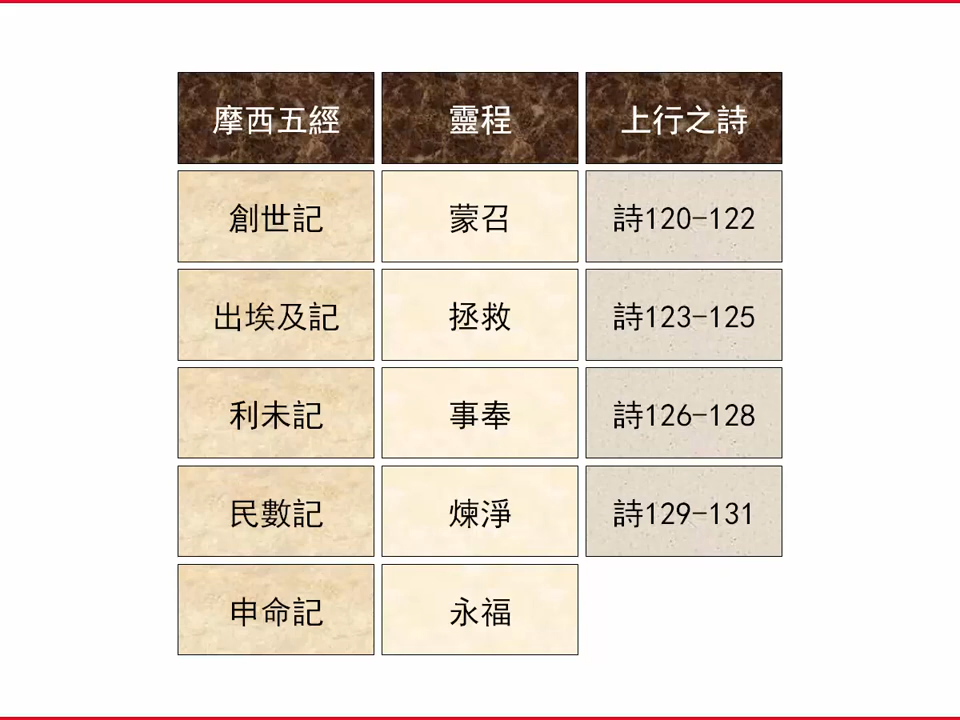 摩西五經 靈程 上行之詩
創世記 蒙召 詩120-122
出埃及記 拯救 詩123-125
利未記 事奉 詩126-128
民數記 煉淨 詩129-131
申命記 永福